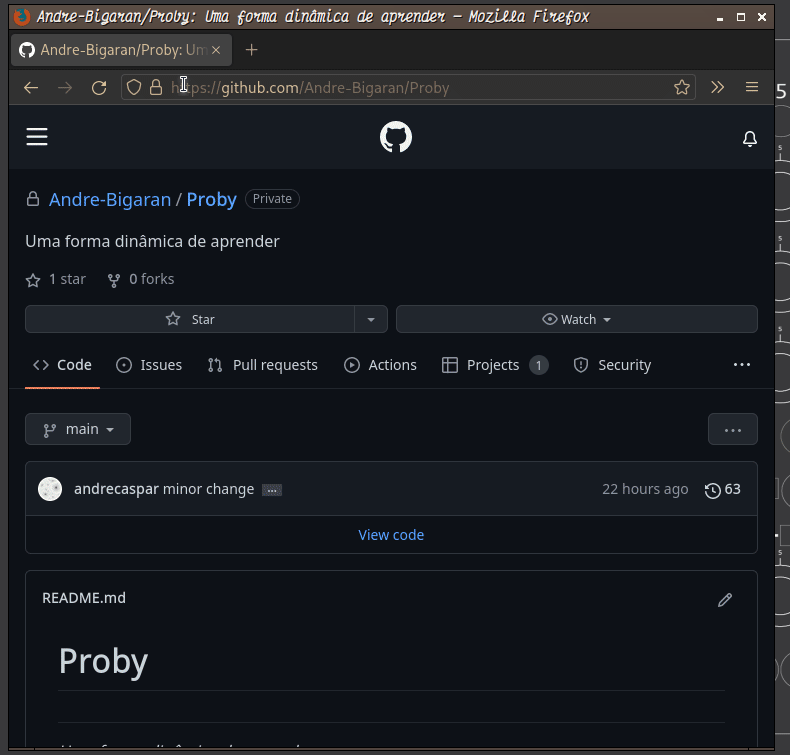 Andre-Bigaran/Proby: Uma forma dinâmica de aprender — Mozilla Firefox
Andre-Bigaran/Proby: Um
https://github.com/Andre-Bigaran/Proby
Andre-Bigaran / Proby Private
Uma forma dinâmica de aprender
1 star 0 forks
Star Watch
Code Issues Pull requests Actions Projects 1 Security ...
main ...
andrecaspar minor change ... 22 hours ago 63
View code
README.md
Proby
5
s
s
s
s
s